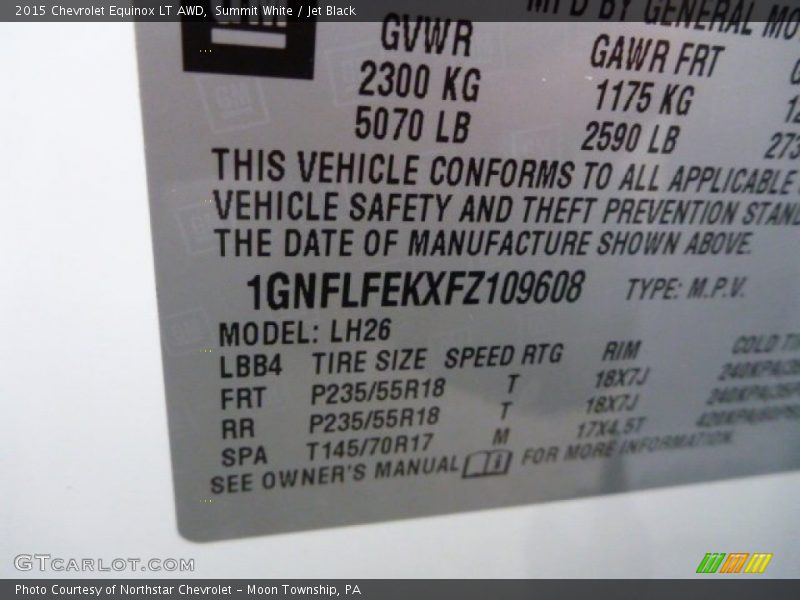 2015 Chevrolet Equinox LT AWD, Summit White / Jet Black
MFD BY GENERAL
GVWR GAWR FRT
2300 KG 1175 KG
5070 LB 2590 LB
THIS VEHICLE CONFORMS TO ALL APPLICABLE
VEHICLE SAFETY AND THEFT PREVENTION
THE DATE OF MANUFACTURE SHOWN ABOVE.
1GNFLFEKXFZ109608 TYPE: M.P.V.
MODEL: LH26
LBB4 TIRE SIZE SPEED RTG RIM COLD
FRT P235/55R18 T 18X7J
RR P235/55R18 T 18X7J
SPA T145/70R17 M 17X4.5T
SEE OWNER'S MANUAL FOR MORE INFORMATION
GTCARLOT.COM
Photo Courtesy of Northstar Chevrolet - Moon Township, PA